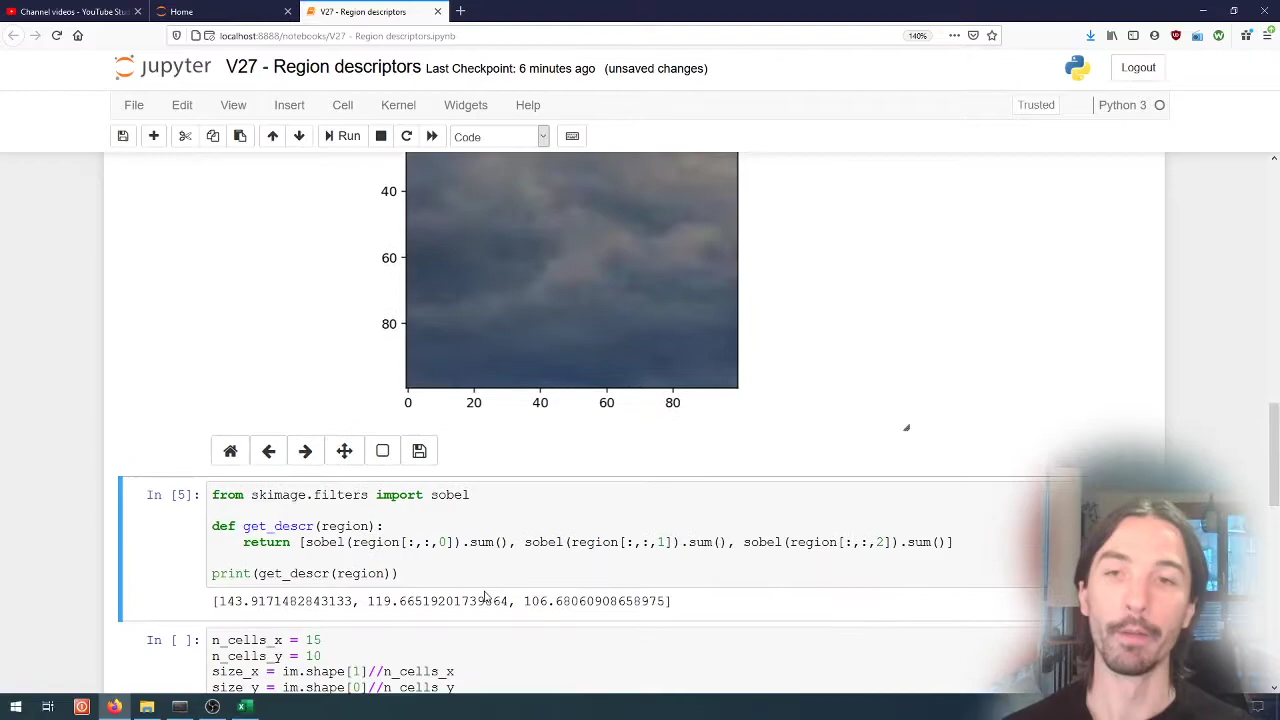 Channel videos - YouTube Stu
Home
V27 - Region descriptors
localhost:8888/notebooks/V27 - Region descriptors.ipynb
140%
jupyter V27 - Region descriptors Last Checkpoint: 6 minutes ago (unsaved changes)
Logout
File Edit View Insert Cell Kernel Widgets Help
Trusted
Python 3
Run
Code
40
60
80
0 20 40 60 80
In [5]: from skimage.filters import sobel
def get_descr(region):
return [sobel(region[:,:,0]).sum(), sobel(region[:,:,1]).sum(), sobel(region[:,:,2]).sum()]
print(get_descr(region))
[143.9171482843133, 119.66519201739864, 106.68060908658975]
In [ ]: n_cells_x = 15
n_cells_y = 10
size_x = im.shape[1]//n_cells_x
size_y = im.shape[0]//n_cells_y